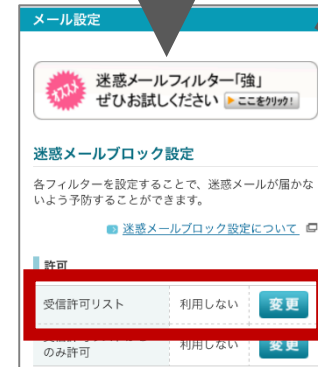 メール設定
オススメ
迷惑メールフィルター「強」
ぜひお試しください ここをクリック!
迷惑メールブロック設定
各フィルターを設定することで、迷惑メールが届かな
いよう予防することができます。
迷惑メールブロック設定について
許可
受信許可リスト 利用しない 変更
のみ許可 利用しない 変更